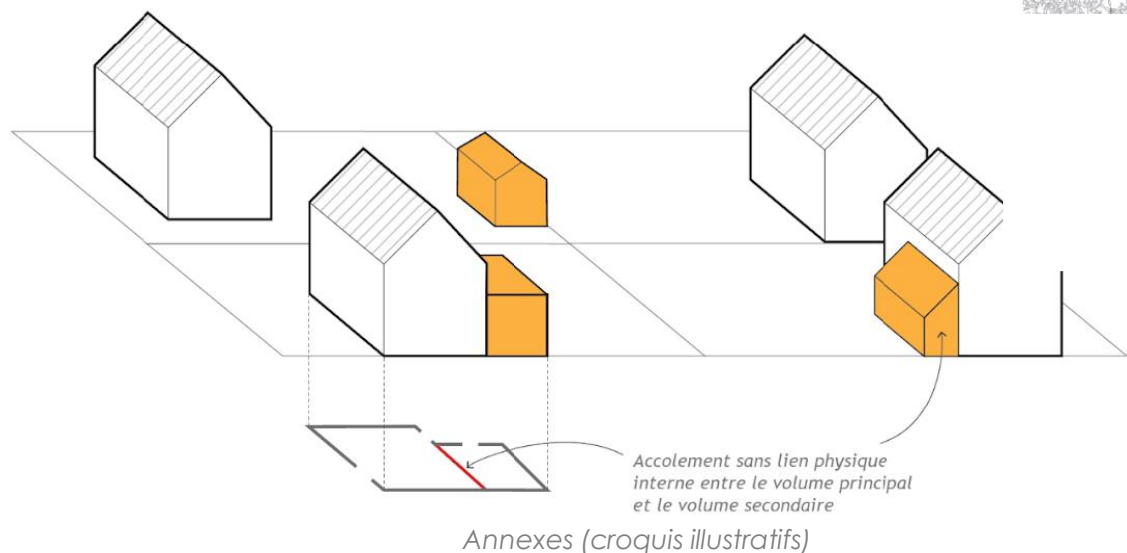 Accolement sans lien physique
interne entre le volume principal
et le volume secondaire
Annexes (croquis illustratifs)